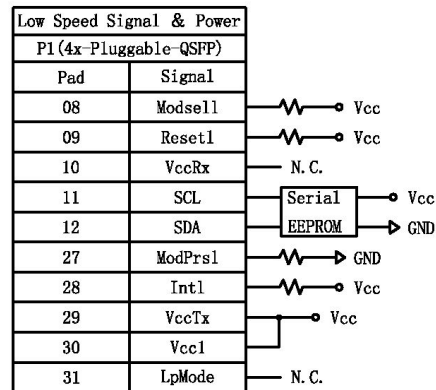 Low Speed Signal & Power
P1(4x-Pluggable-QSFP)
Pad Signal
08 Modsell Vcc
09 Resetl Vcc
10 VccRx N.C.
11 SCL Serial Vcc
12 SDA EEPROM GND
27 ModPrsl GND
28 Intl Vcc
29 VccTx Vcc
30 Vcc1
31 LpMode N.C.